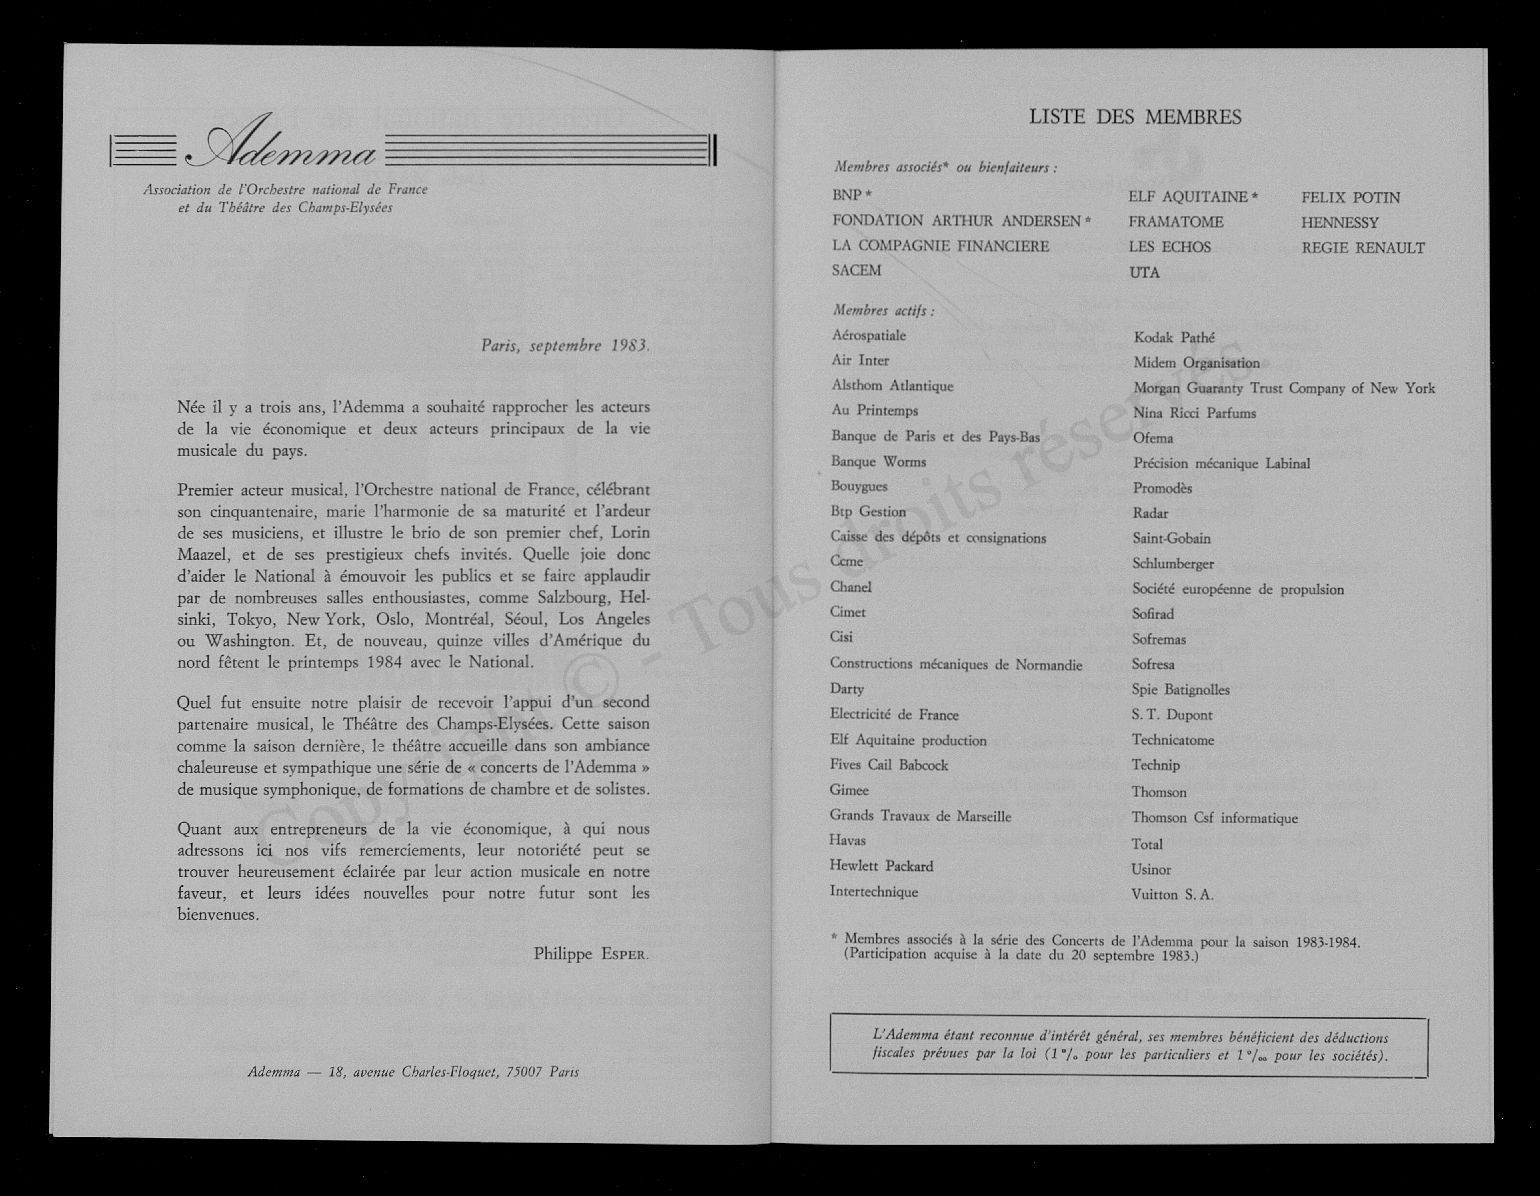 Ademma
Association de l'Orchestre national de France
et du Théâtre des Champs-Elysées
Paris, septembre 1983.
Née il y a trois ans, l'Ademma a souhaité rapprocher les acteurs
de la vie économique et deux acteurs principaux de la vie
musicale du pays.
Premier acteur musical, l'Orchestre national de France, célébrant
son cinquantenaire, marie l'harmonie de sa maturité et l'ardeur
de ses musiciens, et illustre le brio de son premier chef, Lorin
Maazel, et de ses prestigieux chefs invités. Quelle joie donc
d'aider le National à émouvoir les publics et se faire applaudir
par de nombreuses salles enthousiastes, comme Salzbourg, Hel-
sinki, Tokyo, New York, Oslo, Montréal, Séoul, Los Angeles
ou Washington. Et, de nouveau, quinze villes d'Amérique du
nord fêtent le printemps 1984 avec le National.
Quel fut ensuite notre plaisir de recevoir l'appui d'un second
partenaire musical, le Théâtre des Champs-Elysées. Cette saison
comme la saison dernière, le théâtre accueille dans son ambiance
chaleureuse et sympathique une série de « concerts de l'Ademma »
de musique symphonique, de formations de chambre et de solistes.
Quant aux entrepreneurs de la vie économique, à qui nous
adressons ici nos vifs remerciements, leur notoriété peut se
trouver heureusement éclairée par leur action musicale en notre
faveur, et leurs idées nouvelles pour notre futur sont les
bienvenues.
Philippe ESPER.
Ademma — 18, avenue Charles-Floquet, 75007 Paris
LISTE DES MEMBRES
Membres associés* ou bienfaiteurs :
BNP *
FONDATION ARTHUR ANDERSEN *
LA COMPAGNIE FINANCIERE
SACEM
ELF AQUITAINE *
FRAMATOME
LES ECHOS
UTA
FELIX POTIN
HENNESSY
REGIE RENAULT
Membres actifs :
Aérospatiale
Air Inter
Alsthom Atlantique
Au Printemps
Banque de Paris et des Pays-Bas
Banque Worms
Bouygues
Btp Gestion
Caisse des dépôts et consignations
Ccme
Chanel
Cimet
Cisi
Constructions mécaniques de Normandie
Darty
Electricité de France
Elf Aquitaine production
Fives Cail Babcock
Gimee
Grands Travaux de Marseille
Havas
Hewlett Packard
Intertechnique
Kodak Pathé
Midem Organisation
Morgan Guaranty Trust Company of New York
Nina Ricci Parfums
Ofema
Précision mécanique Labinal
Promodès
Radar
Saint-Gobain
Schlumberger
Société européenne de propulsion
Sofirad
Sofremas
Sofresa
Spie Batignolles
S. T. Dupont
Technicatome
Technip
Thomson
Thomson Csf informatique
Total
Usinor
Vuitton S. A.
* Membres associés à la série des Concerts de l'Ademma pour la saison 1983-1984.
(Participation acquise à la date du 20 septembre 1983.)
L'Ademma étant reconnue d'intérêt général, ses membres bénéficient des déductions
fiscales prévues par la loi (1 % pour les particuliers et 1 ‰ pour les sociétés).
Copyright © - Tous droits réservés.